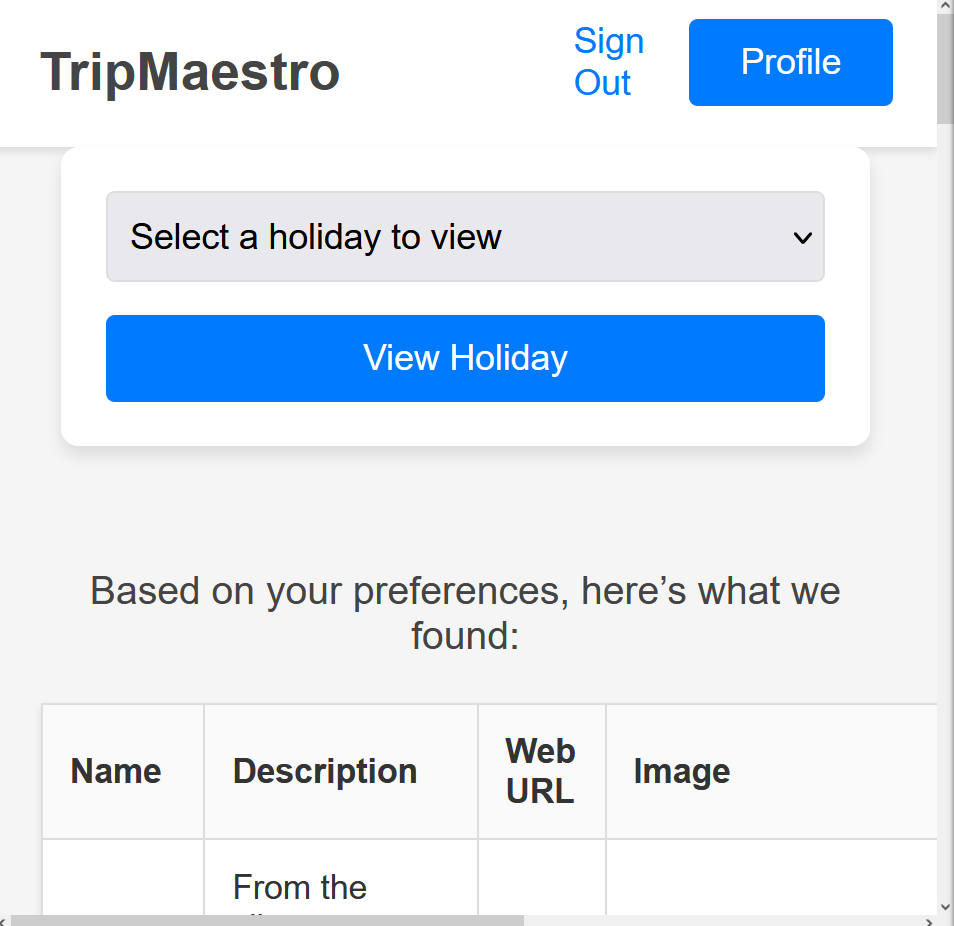 TripMaestro
Sign
Out
Profile
Select a holiday to view
View Holiday
Based on your preferences, here’s what we
found:
Name
Description
Web
URL
Image
From the